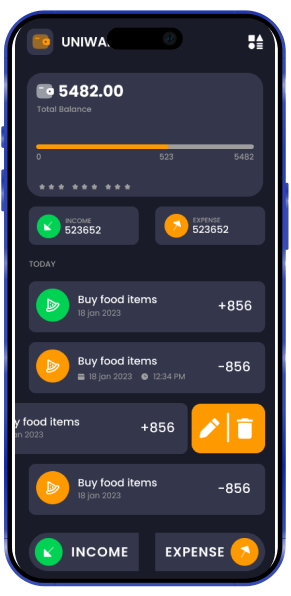 UNIWA
5482.00
Total Balance
0 523 5482
*** *** ***
INCOME
523652
EXPENSE
523652
TODAY
Buy food items
18 jan 2023
+856
Buy food items
18 jan 2023 12:34 PM
-856
y food items
an 2023
+856
Buy food items
18 jan 2023
-856
INCOME
EXPENSE